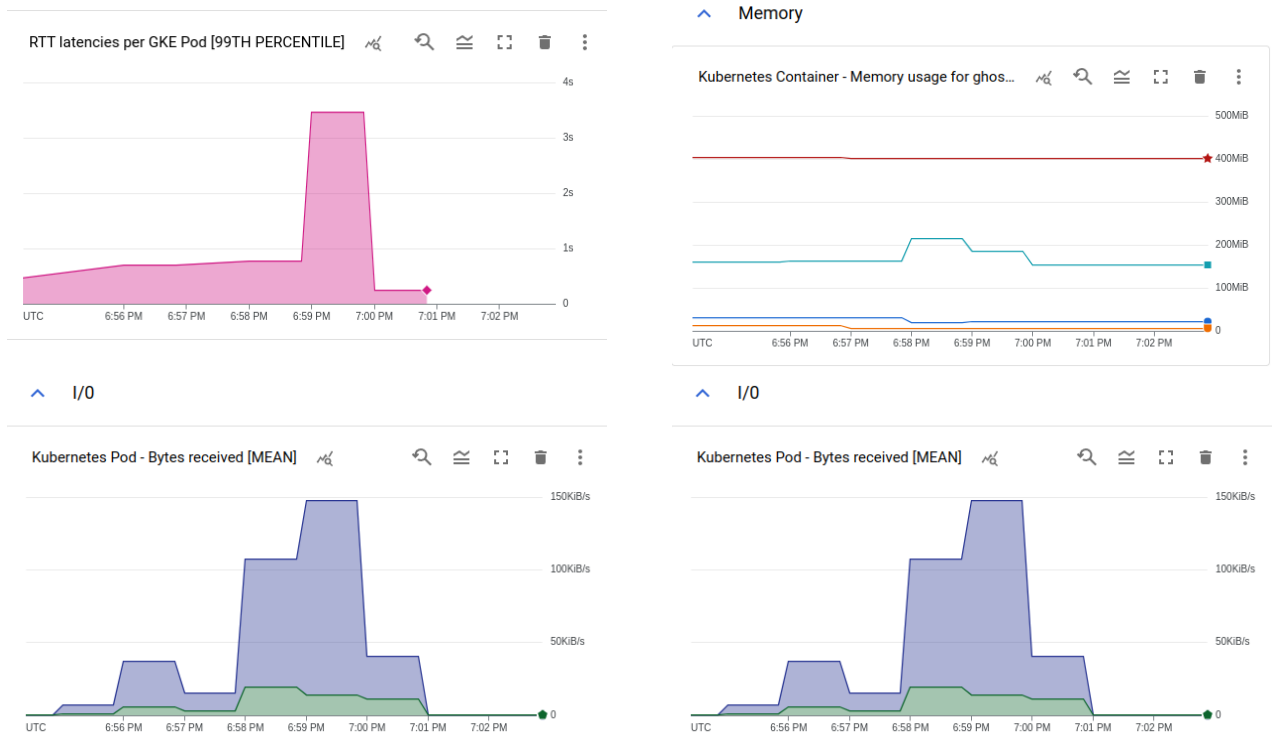 RTT latencies per GKE Pod [99TH PERCENTILE]
4s
3s
2s
1s
0
UTC 6:56 PM 6:57 PM 6:58 PM 6:59 PM 7:00 PM 7:01 PM 7:02 PM
Memory
Kubernetes Container - Memory usage for ghos...
500MiB
400MiB
300MiB
200MiB
100MiB
0
UTC 6:56 PM 6:57 PM 6:58 PM 6:59 PM 7:00 PM 7:01 PM 7:02 PM
I/0
Kubernetes Pod - Bytes received [MEAN]
150KiB/s
100KiB/s
50KiB/s
0
UTC 6:56 PM 6:57 PM 6:58 PM 6:59 PM 7:00 PM 7:01 PM 7:02 PM
I/0
Kubernetes Pod - Bytes received [MEAN]
150KiB/s
100KiB/s
50KiB/s
0
UTC 6:56 PM 6:57 PM 6:58 PM 6:59 PM 7:00 PM 7:01 PM 7:02 PM